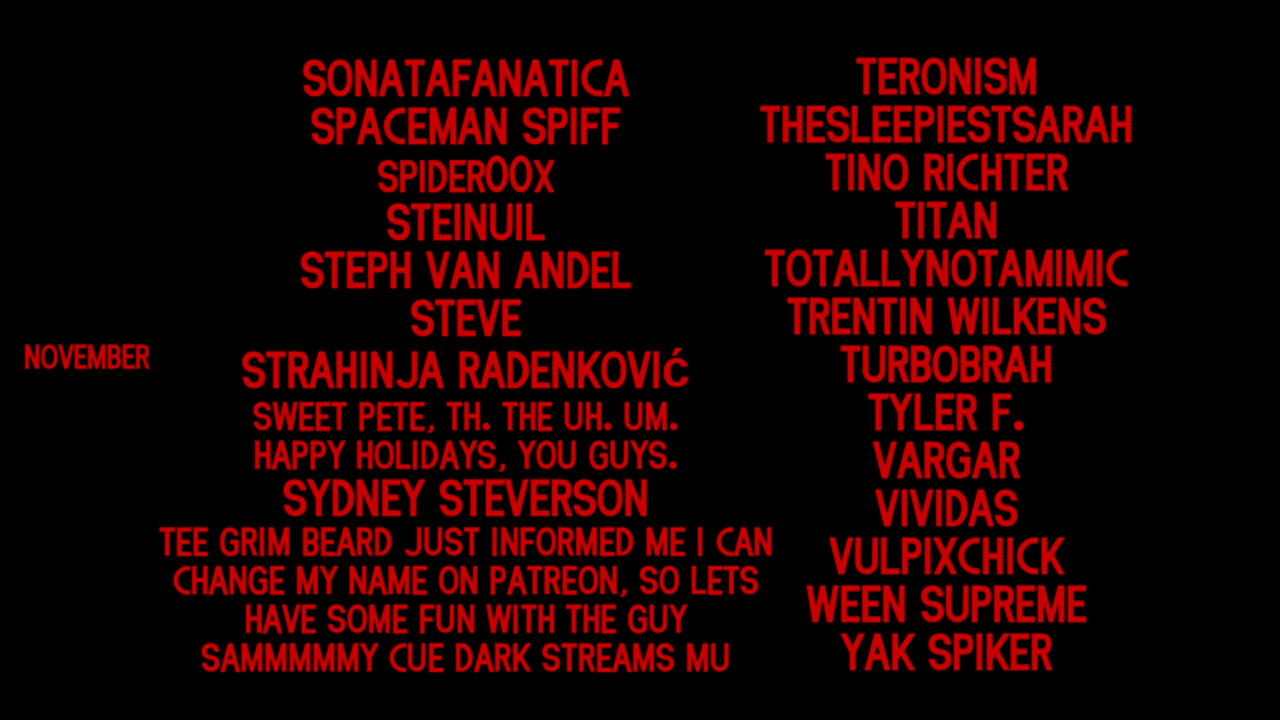 NOVEMBER
SONATAFANATICA
SPACEMAN SPIFF
SPIDER00X
STEINUIL
STEPH VAN ANDEL
STEVE
STRAHINJA RADENKOVIĆ
SWEET PETE, TH. THE UH. UM.
HAPPY HOLIDAYS, YOU GUYS.
SYDNEY STEVERSON
TEE GRIM BEARD JUST INFORMED ME I CAN
CHANGE MY NAME ON PATREON, SO LETS
HAVE SOME FUN WITH THE GUY
SAMMMMMY CUE DARK STREAMS MU
TERONISM
THESLEEPIESTSARAH
TINO RICHTER
TITAN
TOTALLYNOTAMIMIC
TRENTIN WILKENS
TURBOBRAH
TYLER F.
VARGAR
VIVIDAS
VULPIXCHICK
WEEN SUPREME
YAK SPIKER